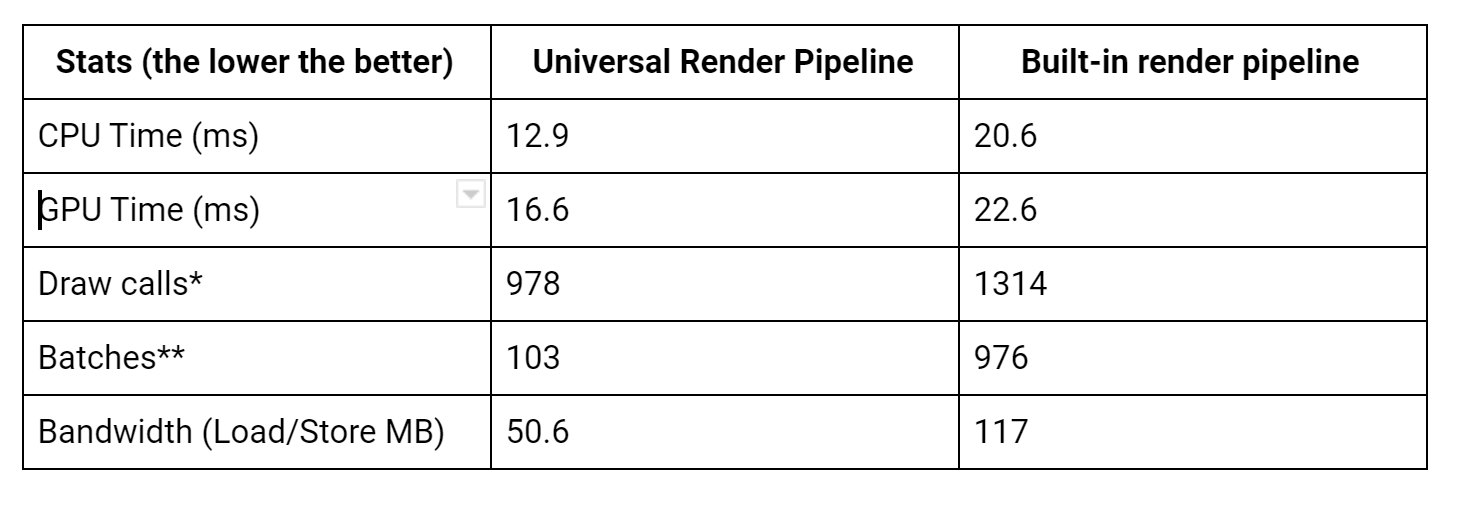 Stats (the lower the better) Universal Render Pipeline Built-in render pipeline
CPU Time (ms) 12.9 20.6
GPU Time (ms) 16.6 22.6
Draw calls* 978 1314
Batches** 103 976
Bandwidth (Load/Store MB) 50.6 117